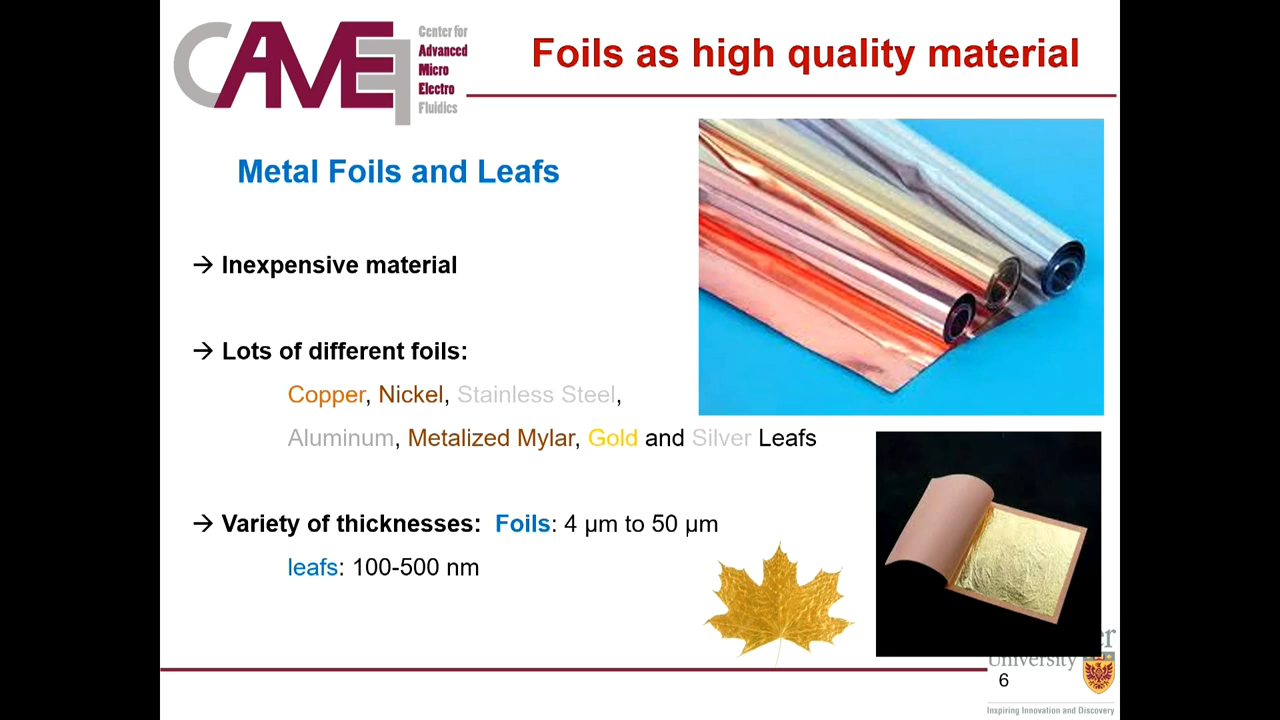 CAMEF
Center for
Advanced
Micro
Electro
Fluidics
Foils as high quality material
Metal Foils and Leafs
→ Inexpensive material
→ Lots of different foils:
Copper, Nickel, Stainless Steel,
Aluminum, Metalized Mylar, Gold and Silver Leafs
→ Variety of thicknesses: Foils: 4 µm to 50 µm
leafs: 100-500 nm
University
6
Inspiring Innovation and Discovery